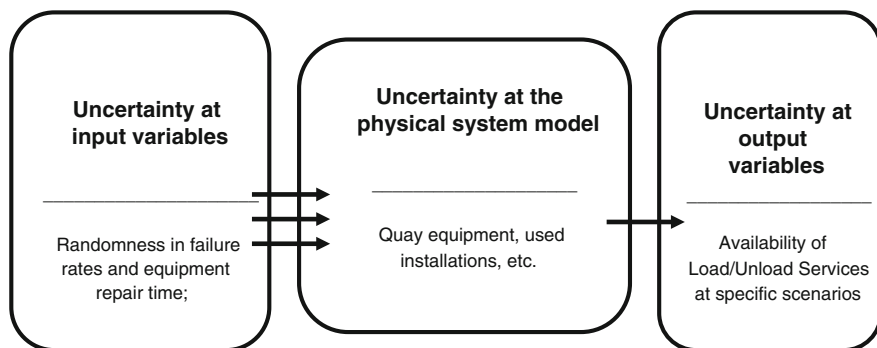 Uncertainty at
input variables
Randomness in failure
rates and equipment
repair time;
Uncertainty at the
physical system model
Quay equipment, used
installations, etc.
Uncertainty at
output
variables
Availability of
Load/Unload Services
at specific scenarios